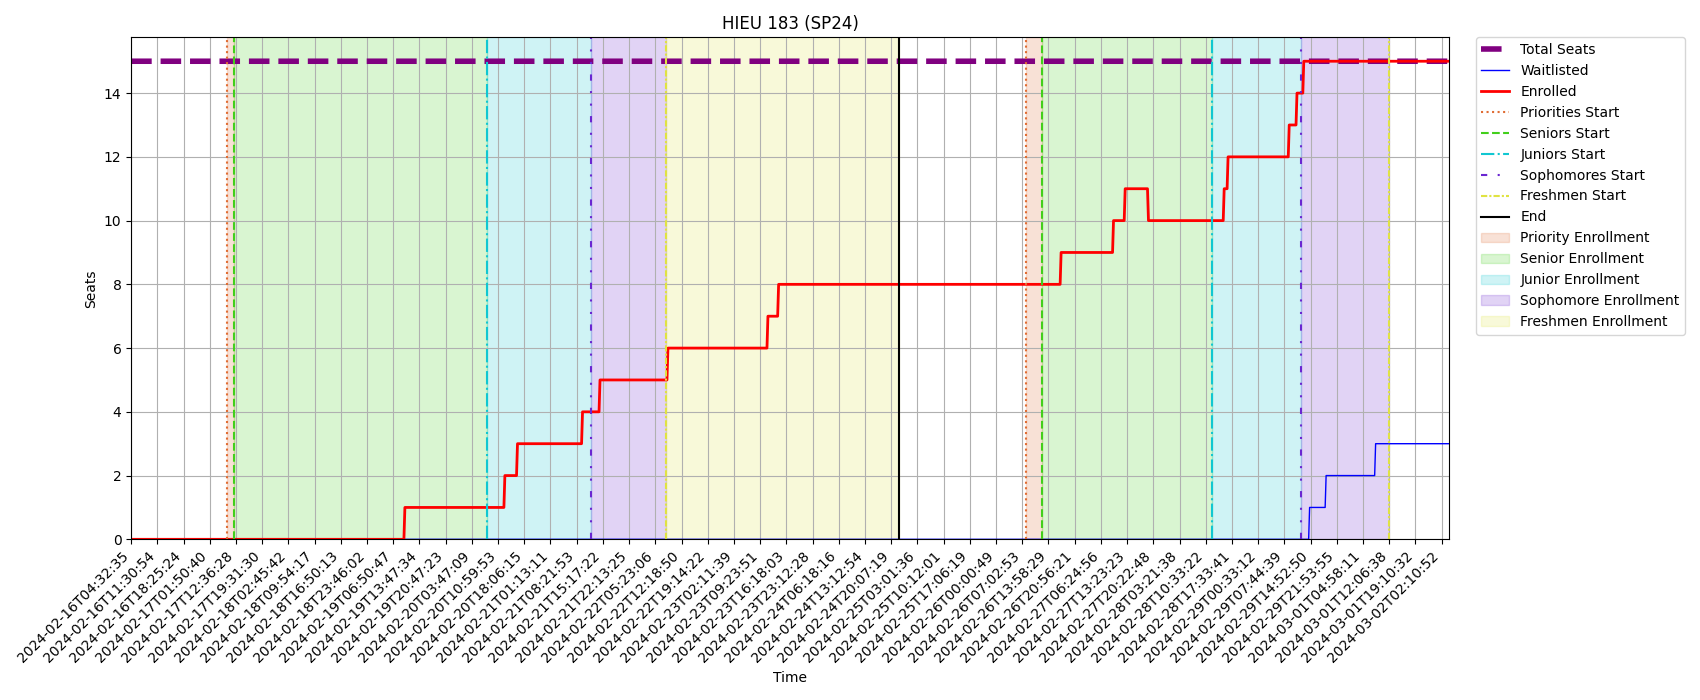 HIEU 183 (SP24)
Seats
14
12
10
8
6
4
2
0
2024-02-16T04:32:35
2024-02-16T11:30:54
2024-02-16T18:25:24
2024-02-17T01:50:40
2024-02-17T12:36:28
2024-02-17T19:31:30
2024-02-18T02:45:42
2024-02-18T09:54:17
2024-02-18T16:50:13
2024-02-18T23:46:02
2024-02-19T06:50:47
2024-02-19T13:47:34
2024-02-19T20:47:23
2024-02-20T03:47:09
2024-02-20T10:59:53
2024-02-20T18:06:15
2024-02-21T01:13:11
2024-02-21T08:21:53
2024-02-21T15:17:22
2024-02-21T22:13:25
2024-02-22T05:23:06
2024-02-22T12:18:50
2024-02-22T19:14:22
2024-02-23T02:11:39
2024-02-23T09:23:51
2024-02-23T16:18:03
2024-02-23T23:12:28
2024-02-24T06:18:16
2024-02-24T13:12:54
2024-02-24T20:07:19
2024-02-25T03:01:36
2024-02-25T10:12:01
2024-02-25T17:06:19
2024-02-26T00:00:49
2024-02-26T07:02:53
2024-02-26T13:58:29
2024-02-26T20:56:21
2024-02-27T06:24:56
2024-02-27T13:23:23
2024-02-27T20:22:48
2024-02-28T03:21:38
2024-02-28T10:33:22
2024-02-28T17:33:41
2024-02-29T00:33:12
2024-02-29T07:44:39
2024-02-29T14:52:50
2024-02-29T21:53:55
2024-03-01T04:58:11
2024-03-01T12:06:38
2024-03-01T19:10:32
2024-03-02T02:10:52
Time
Total Seats
Waitlisted
Enrolled
Priorities Start
Seniors Start
Juniors Start
Sophomores Start
Freshmen Start
End
Priority Enrollment
Senior Enrollment
Junior Enrollment
Sophomore Enrollment
Freshmen Enrollment